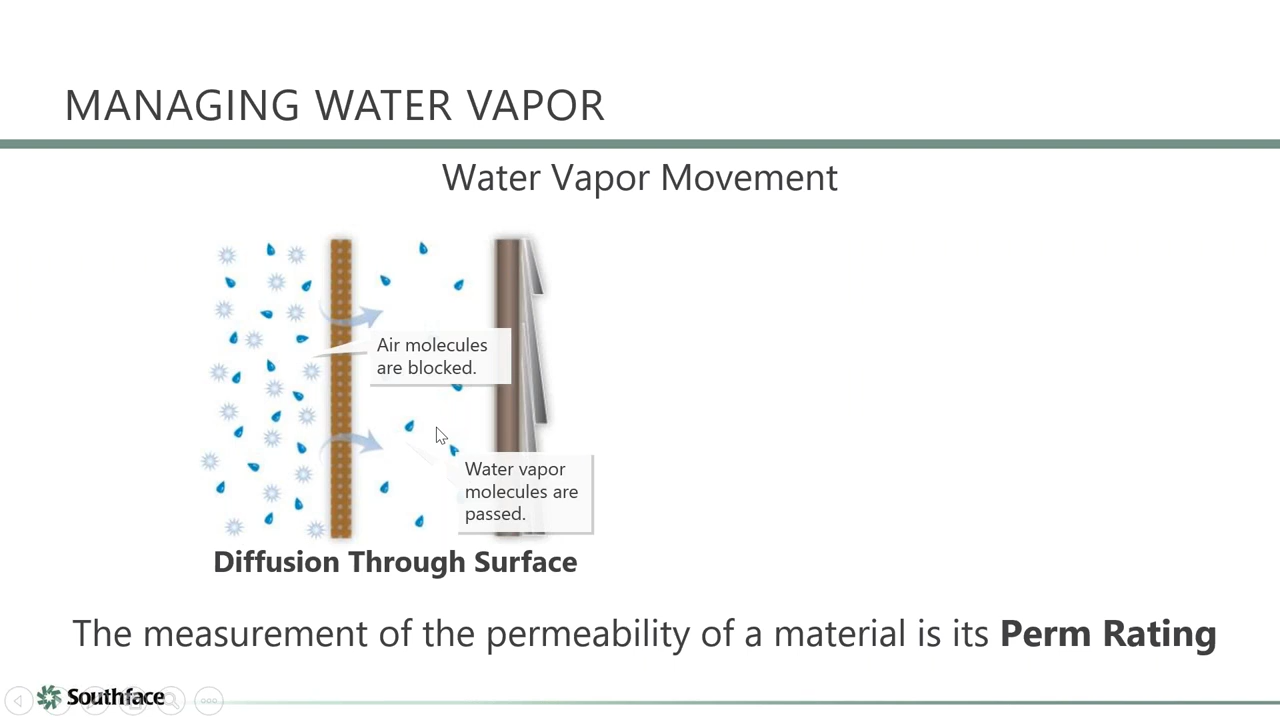 MANAGING WATER VAPOR
Water Vapor Movement
Air molecules
are blocked.
Water vapor
molecules are
passed.
Diffusion Through Surface
The measurement of the permeability of a material is its Perm Rating
Southface